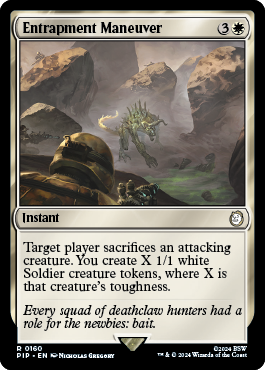 Entrapment Maneuver 3
Instant
Target player sacrifices an attacking
creature. You create X 1/1 white
Soldier creature tokens, where X is
that creature's toughness.
Every squad of deathclaw hunters had a
role for the newbies: bait.
R 0160 ©2024 BSW
PIP • EN Nicholas Gregory ™ & © 2024 Wizards of the Coast